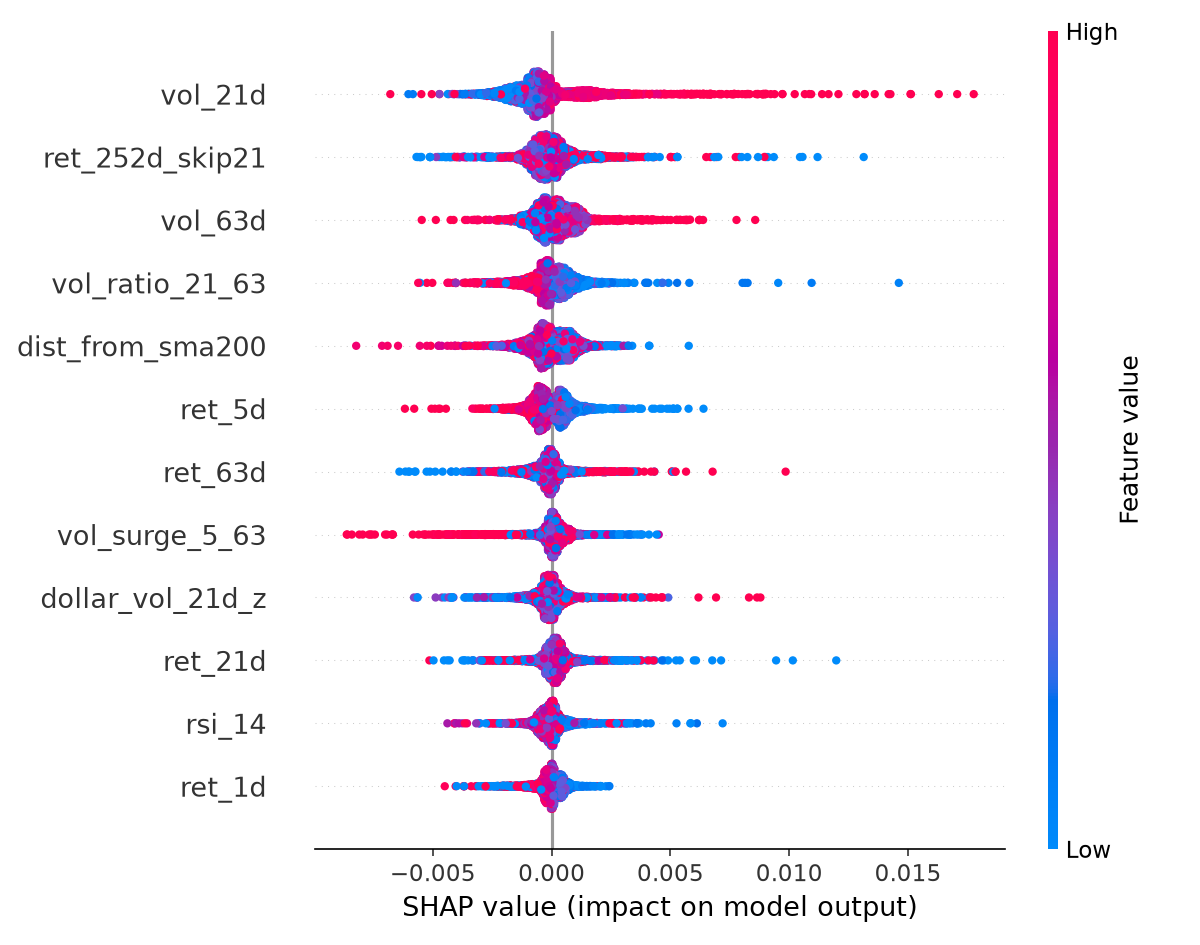 High
vol_21d
ret_252d_skip21
vol_63d
vol_ratio_21_63
dist_from_sma200
ret_5d
ret_63d
vol_surge_5_63
dollar_vol_21d_z
ret_21d
rsi_14
ret_1d
Feature value
Low
−0.005 0.000 0.005 0.010 0.015
SHAP value (impact on model output)